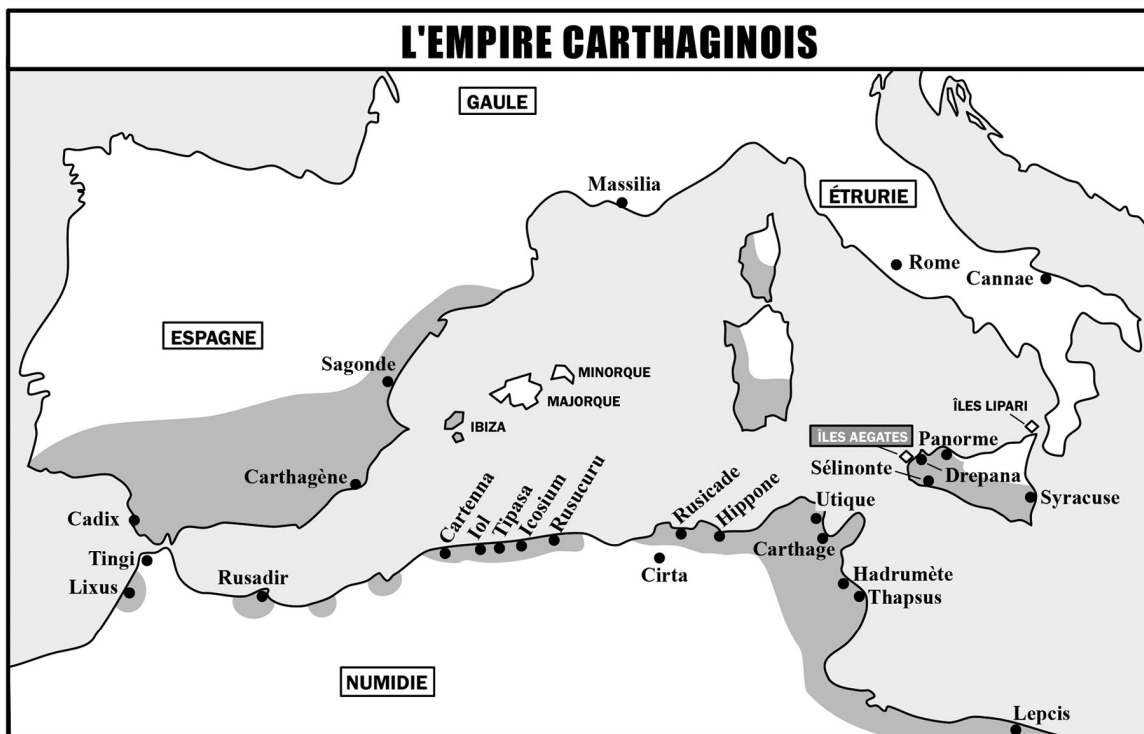 L'EMPIRE CARTHAGINOIS
GAULE
Massilia
ÉTRURIE
Rome
Cannae
ESPAGNE
Sagonde
MINORQUE
MAJORQUE
IBIZA
ÎLES LIPARI
ÎLES AEGATES
Panorme
Drepana
Sélinonte
Syracuse
Carthagène
Cadix
Tingi
Lixus
Rusadir
Cartenna
Iol
Tipasa
Icosium
Rusucuru
Rusicade
Hippone
Utique
Carthage
Cirta
Hadrumète
Thapsus
NUMIDIE
Lepcis